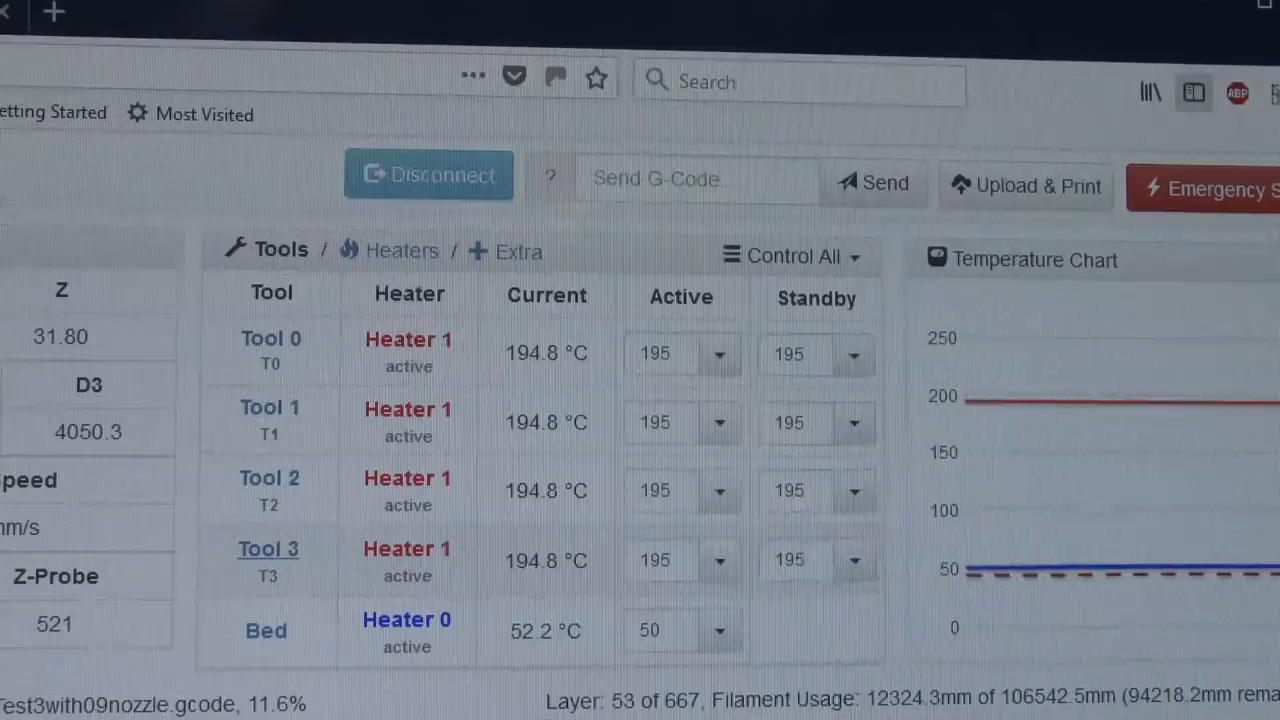 Search
etting Started Most Visited
ABP
Disconnect ? Send G-Code. Send Upload & Print Emergency S
Tools / Heaters / Extra Control All Temperature Chart
Z Tool Heater Current Active Standby
31.80 Tool 0 T0 Heater 1 active 194.8 °C 195 195 250
D3 Tool 1 T1 Heater 1 active 194.8 °C 195 195 200
4050.3 150
peed Tool 2 T2 Heater 1 active 194.8 °C 195 195 100
mm/s
Z-Probe Tool 3 T3 Heater 1 active 194.8 °C 195 195 50
521 Bed Heater 0 active 52.2 °C 50 0
Test3with09nozzle.gcode, 11.6% Layer: 53 of 667, Filament Usage: 12324.3mm of 106542.5mm (94218.2mm rema